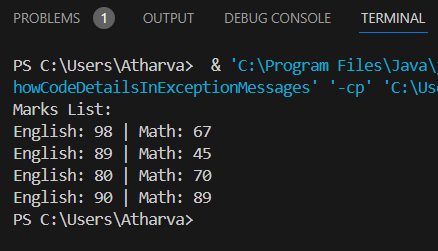 PROBLEMS 1 OUTPUT DEBUG CONSOLE TERMINAL
PS C:\Users\Atharva> & 'C:\Program Files\Java\
howCodeDetailsInExceptionMessages' '-cp' 'C:\Us
Marks List:
English: 98 | Math: 67
English: 89 | Math: 45
English: 80 | Math: 70
English: 90 | Math: 89
PS C:\Users\Atharva>